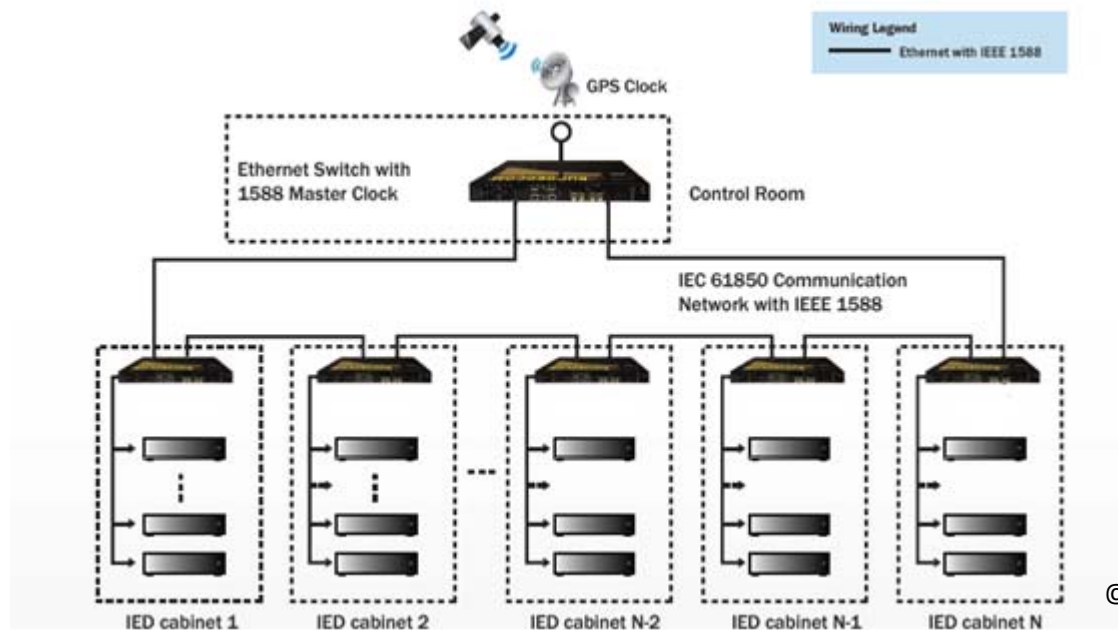 Wiring Legend
Ethernet with IEEE 1588
GPS Clock
Ethernet Switch with
1588 Master Clock
Control Room
IEC 61850 Communication
Network with IEEE 1588
IED cabinet 1
IED cabinet 2
IED cabinet N-2
IED cabinet N-1
IED cabinet N
©